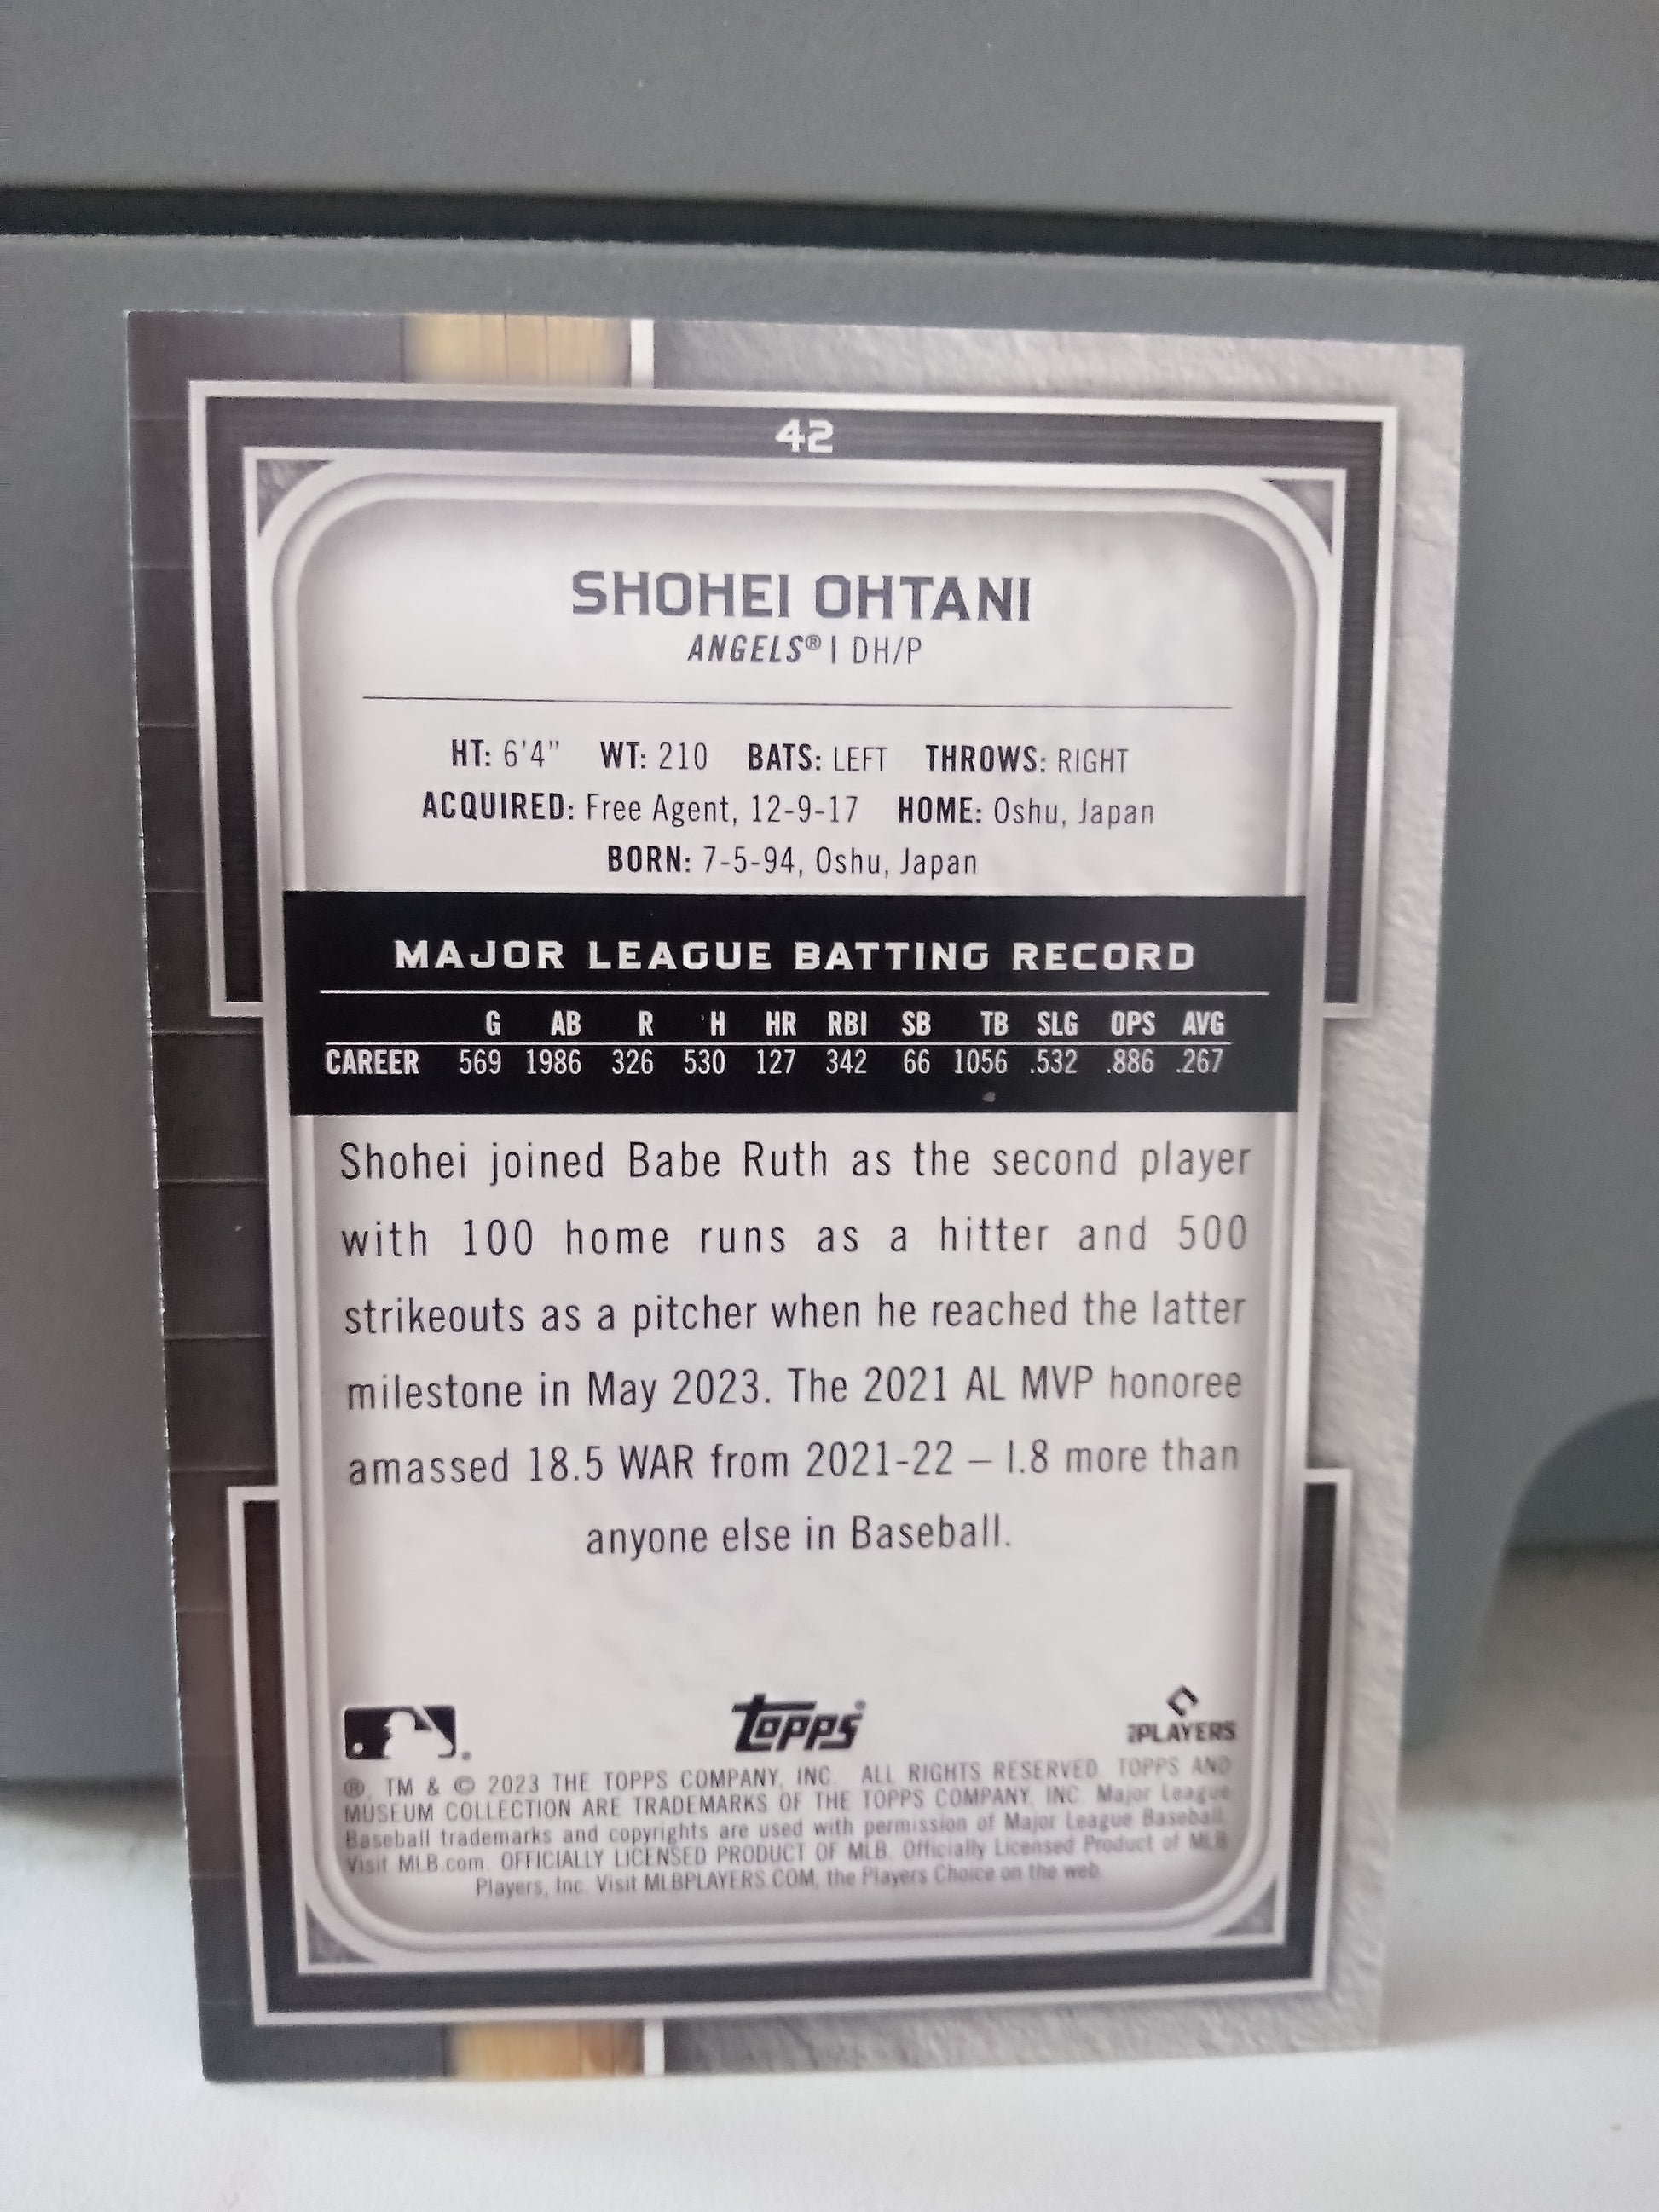 42
SHOHEI OHTANI
ANGELS® | DH/P
HT: 6'4" WT: 210 BATS: LEFT THROWS: RIGHT
ACQUIRED: Free Agent, 12-9-17 HOME: Oshu, Japan
BORN: 7-5-94, Oshu, Japan
MAJOR LEAGUE BATTING RECORD
G AB R H HR RBI SB TB SLG OPS AVG
CAREER 569 1986 326 530 127 342 66 1056 .532 .886 .267
Shohei joined Babe Ruth as the second player
with 100 home runs as a hitter and 500
strikeouts as a pitcher when he reached the latter
milestone in May 2023. The 2021 AL MVP honoree
amassed 18.5 WAR from 2021-22 – 1.8 more than
anyone else in Baseball.
® topps® PLAYERS
®, TM & © 2023 THE TOPPS COMPANY, INC. ALL RIGHTS RESERVED. TOPPS AND
MUSEUM COLLECTION ARE TRADEMARKS OF THE TOPPS COMPANY, INC. Major League
Baseball trademarks and copyrights are used with permission of Major League Baseball.
Visit MLB.com. OFFICIALLY LICENSED PRODUCT OF MLB. Officially Licensed Product of MLB
Players, Inc. Visit MLBPLAYERS.COM, the Players Choice on the web.